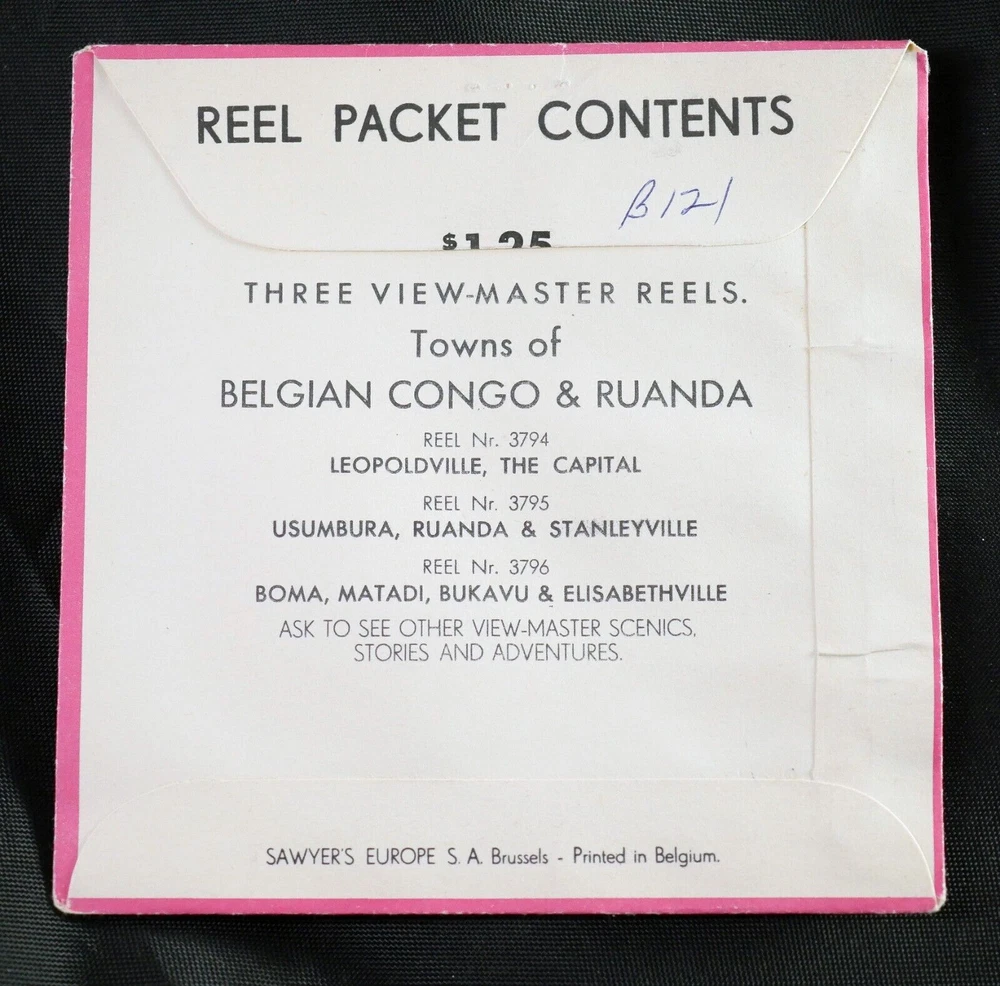 REEL PACKET CONTENTS
B121
$1.25
THREE VIEW-MASTER REELS.
Towns of
BELGIAN CONGO & RUANDA
REEL Nr. 3794
LEOPOLDVILLE, THE CAPITAL
REEL Nr. 3795
USUMBURA, RUANDA & STANLEYVILLE
REEL Nr. 3796
BOMA, MATADI, BUKAVU & ELISABETHVILLE
ASK TO SEE OTHER VIEW-MASTER SCENICS,
STORIES AND ADVENTURES.
SAWYER'S EUROPE S. A. Brussels - Printed in Belgium.